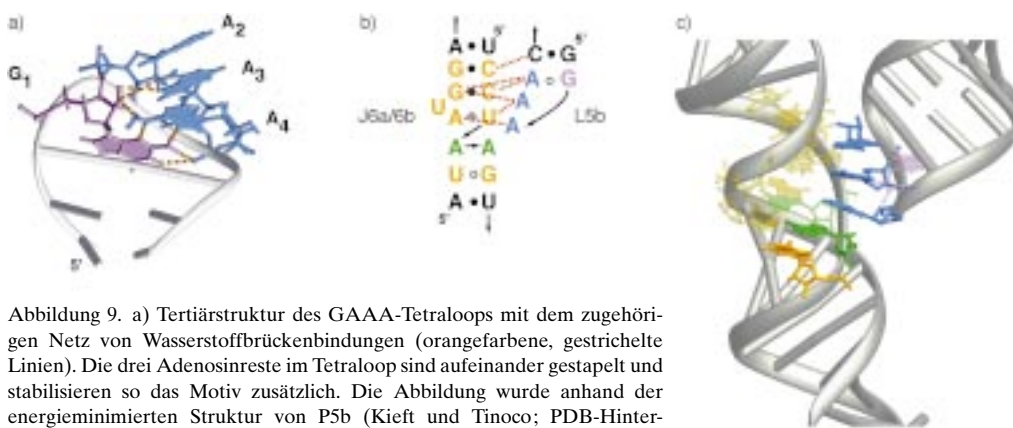 a)
b)
c)
A₂
G₁
A₃
A₄
5'
A • U 5'
C • G 5'
G • C
A ○ G
G • C
A
U
J6a/6b
A U
A
L5b
A A
U ○ G
A • U
5'
Abbildung 9. a) Tertiärstruktur des GAAA-Tetraloops mit dem zugehöri-
gen Netz von Wasserstoffbrückenbindungen (orangefarbene, gestrichelte
Linien). Die drei Adenosinreste im Tetraloop sind aufeinander gestapelt und
stabilisieren so das Motiv zusätzlich. Die Abbildung wurde anhand der
energieminimierten Struktur von P5b (Kieft und Tinoco; PDB-Hinter-